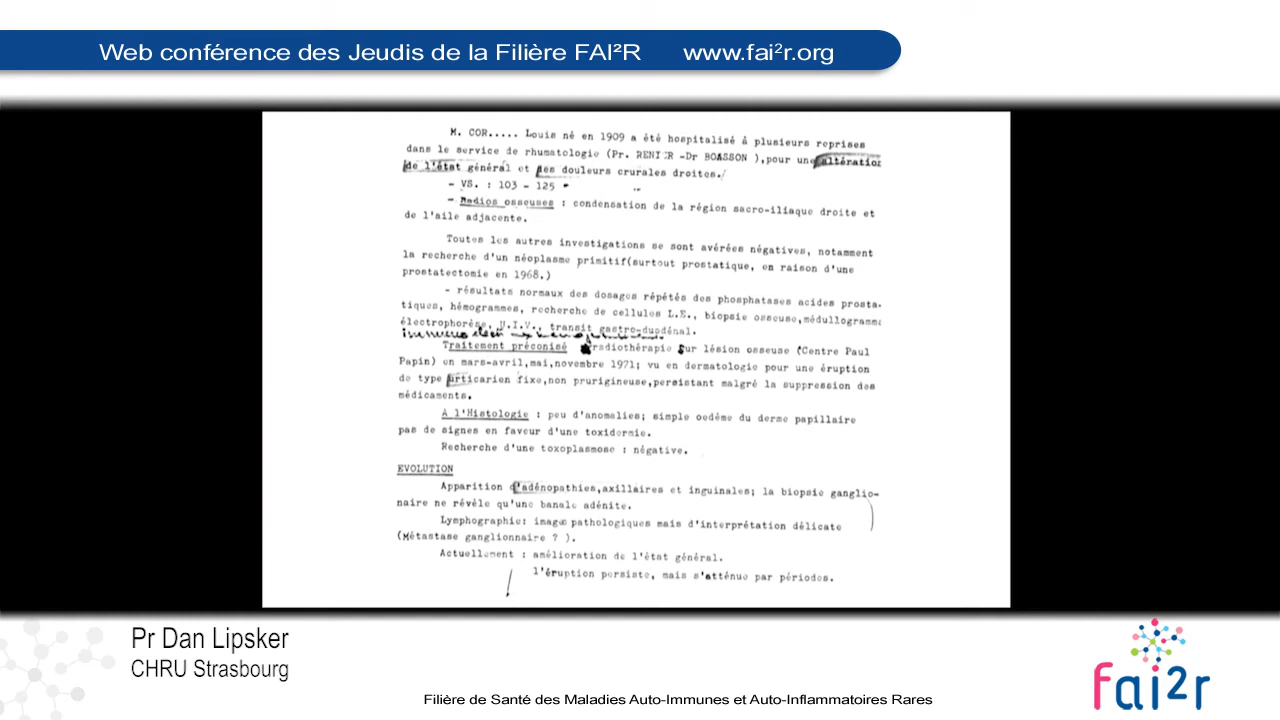 Web conférence des Jeudis de la Filière FAI²R www.fai²r.org
M. COR..... Louis né en 1909 a été hospitalisé à plusieurs reprises
dans le service de rhumatologie (Pr. RENIER -Dr BOASSON ),pour une altération
de l'état général et des douleurs crurales droites.
- VS. : 103 - 125
- Radios osseuses : condensation de la région sacro-iliaque droite et
de l'aile adjacente.
Toutes les autres investigations se sont avérées négatives, notamment
la recherche d'un néoplasme primitif(surtout prostatique, en raison d'une
prostatectomie en 1968.)
- résultats normaux des dosages répétés des phosphatases acides prosta-
tiques, hémogrammes, recherche de cellules L.E., biopsie osseuse,médullogramme
électrophorèse, U.I.V., transit gastro-duodénal.
Traitement préconisé radiothérapie sur lésion osseuse (Centre Paul
Papin) en mars-avril,mai,novembre 1971; vu en dermatologie pour une éruption
de type urticarien fixe,non prurigineuse,persistant malgré la suppression des
médicaments.
A l'Histologie : peu d'anomalies; simple oedème du derme papillaire
pas de signes en faveur d'une toxidermie.
Recherche d'une toxoplasmose : négative.
EVOLUTION
Apparition d'adénopathies,axillaires et inguinales; la biopsie ganglio-
naire ne révèle qu'une banale adénite.
Lymphographie: image pathologiques mais d'interprétation délicate
(Métastase ganglionnaire ? ).
Actuellement : amélioration de l'état général.
l'éruption persiste, mais s'atténue par périodes.
Pr Dan Lipsker
CHRU Strasbourg
Filière de Santé des Maladies Auto-Immunes et Auto-Inflammatoires Rares
fai2r